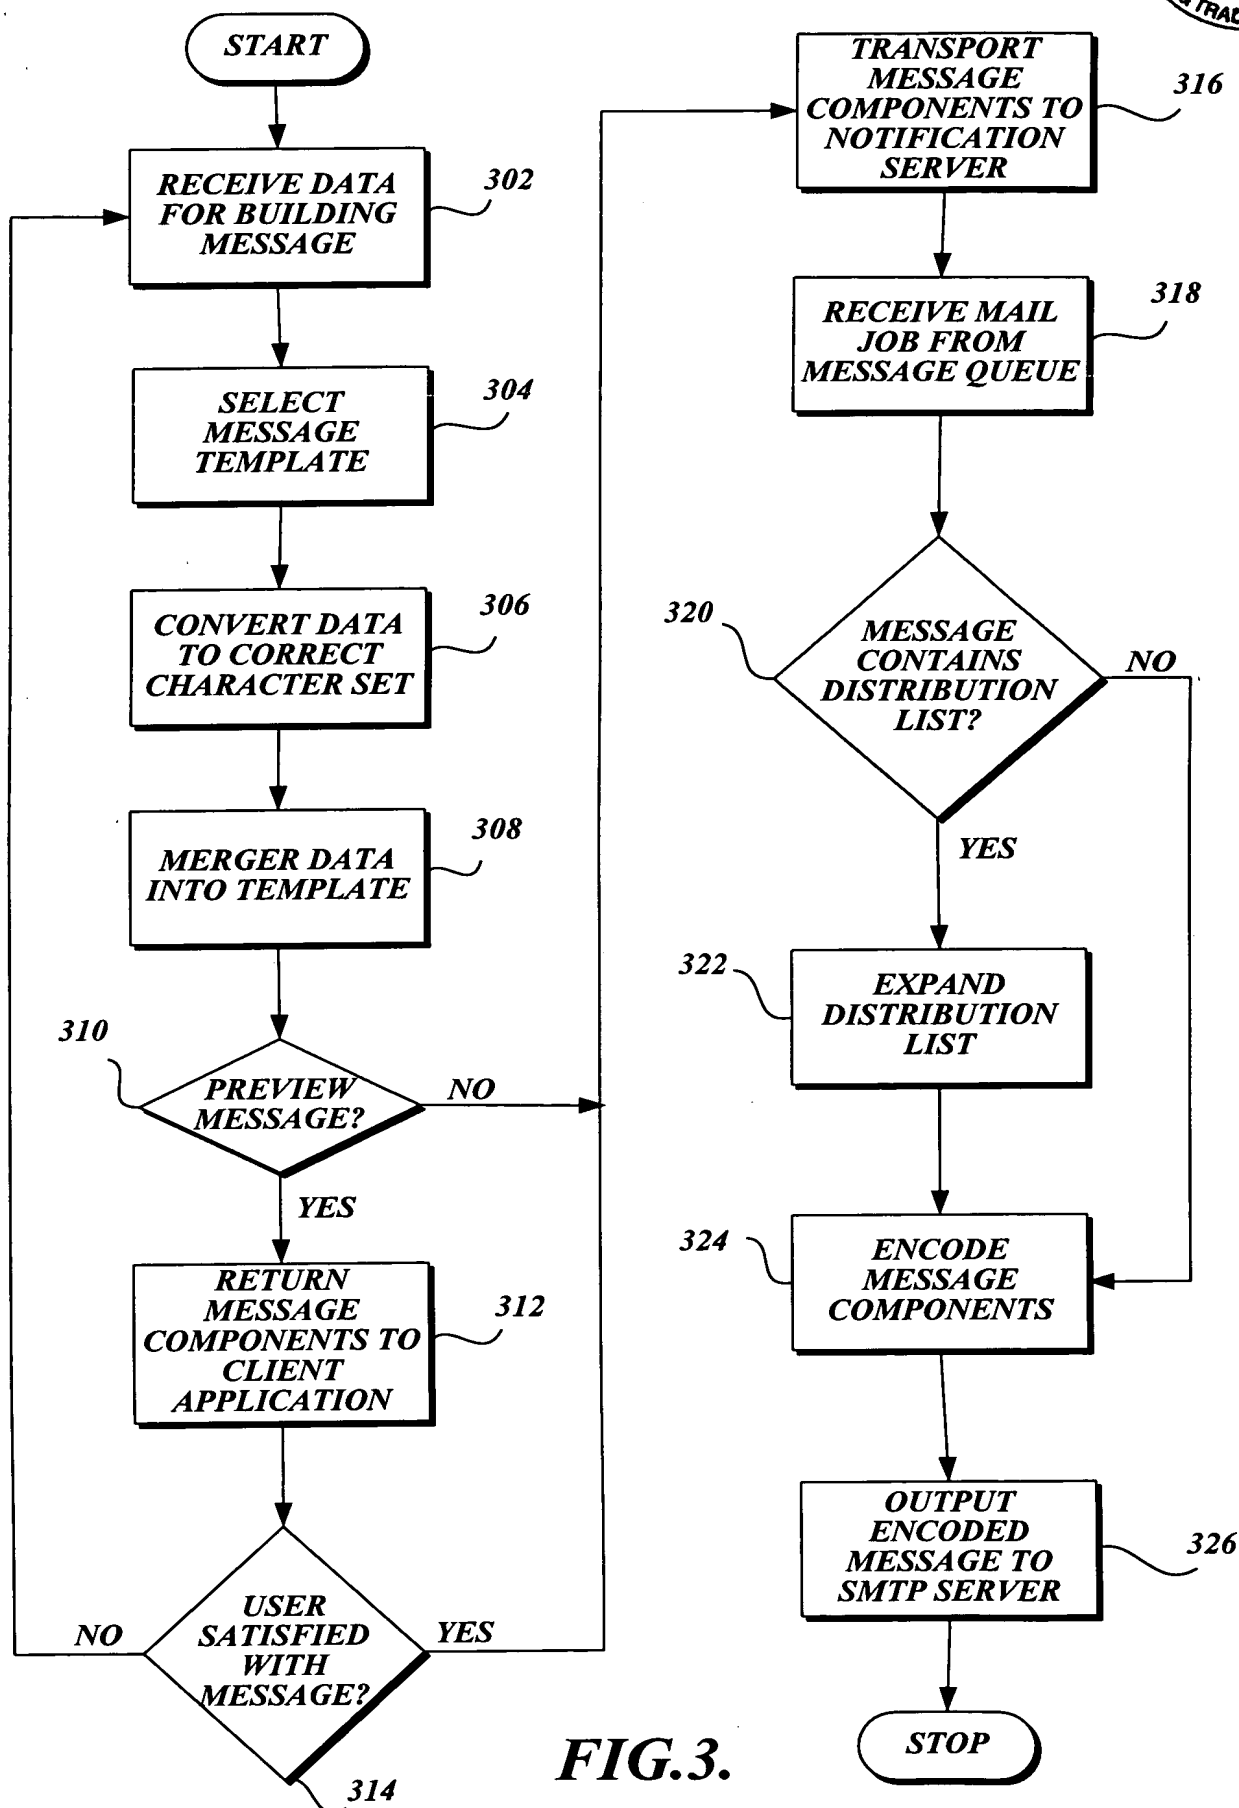 START
RECEIVE DATA
FOR BUILDING
MESSAGE
302
SELECT
MESSAGE
TEMPLATE
304
CONVERT DATA
TO CORRECT
CHARACTER SET
306
MERGER DATA
INTO TEMPLATE
308
310
PREVIEW
MESSAGE?
NO
YES
RETURN
MESSAGE
COMPONENTS TO
CLIENT
APPLICATION
312
USER
SATISFIED
WITH
MESSAGE?
NO
YES
314
TRANSPORT
MESSAGE
COMPONENTS TO
NOTIFICATION
SERVER
316
RECEIVE MAIL
JOB FROM
MESSAGE QUEUE
318
320
MESSAGE
CONTAINS
DISTRIBUTION
LIST?
NO
YES
322
EXPAND
DISTRIBUTION
LIST
324
ENCODE
MESSAGE
COMPONENTS
OUTPUT
ENCODED
MESSAGE TO
SMTP SERVER
326
STOP
FIG.3.